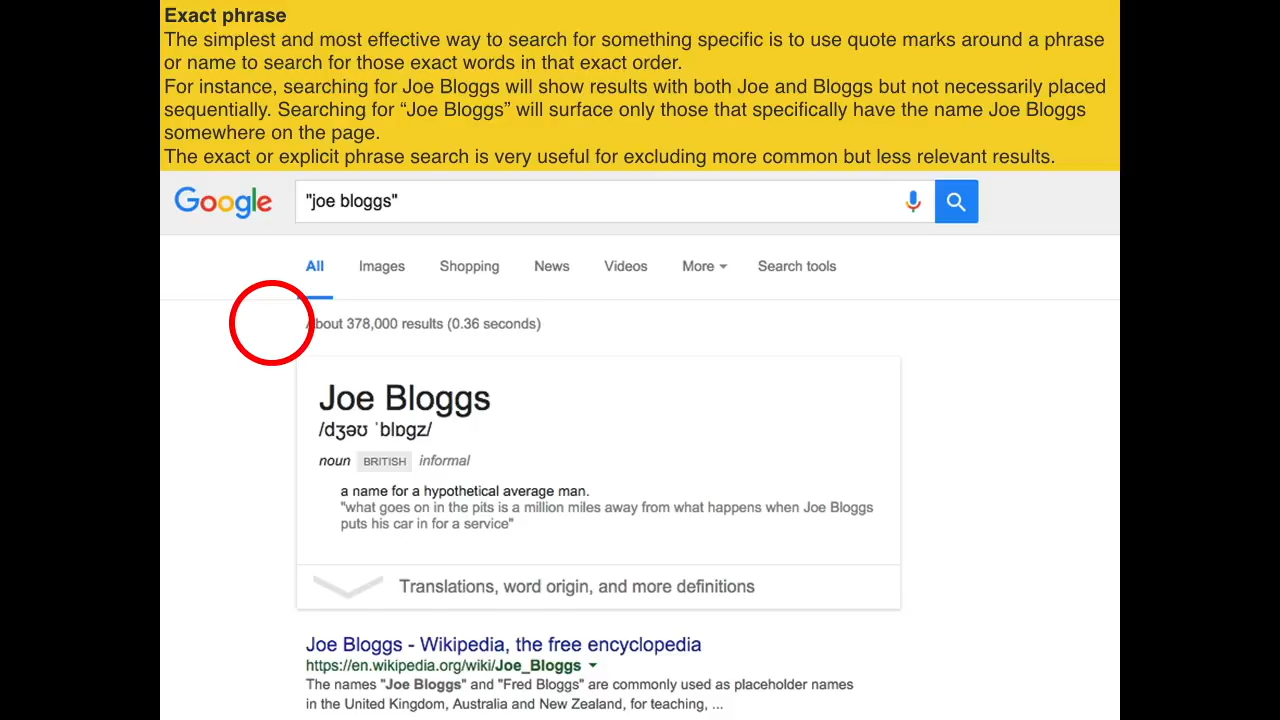 Exact phrase
The simplest and most effective way to search for something specific is to use quote marks around a phrase
or name to search for those exact words in that exact order.
For instance, searching for Joe Bloggs will show results with both Joe and Bloggs but not necessarily placed
sequentially. Searching for “Joe Bloggs” will surface only those that specifically have the name Joe Bloggs
somewhere on the page.
The exact or explicit phrase search is very useful for excluding more common but less relevant results.
Google "joe bloggs"
All Images Shopping News Videos More Search tools
About 378,000 results (0.36 seconds)
Joe Bloggs
/dʒəʊ ˈblɒɡz/
noun BRITISH informal
a name for a hypothetical average man.
"what goes on in the pits is a million miles away from what happens when Joe Bloggs
puts his car in for a service"
Translations, word origin, and more definitions
Joe Bloggs - Wikipedia, the free encyclopedia
https://en.wikipedia.org/wiki/Joe_Bloggs
The names "Joe Bloggs" and "Fred Bloggs" are commonly used as placeholder names
in the United Kingdom, Australia and New Zealand, for teaching, ...